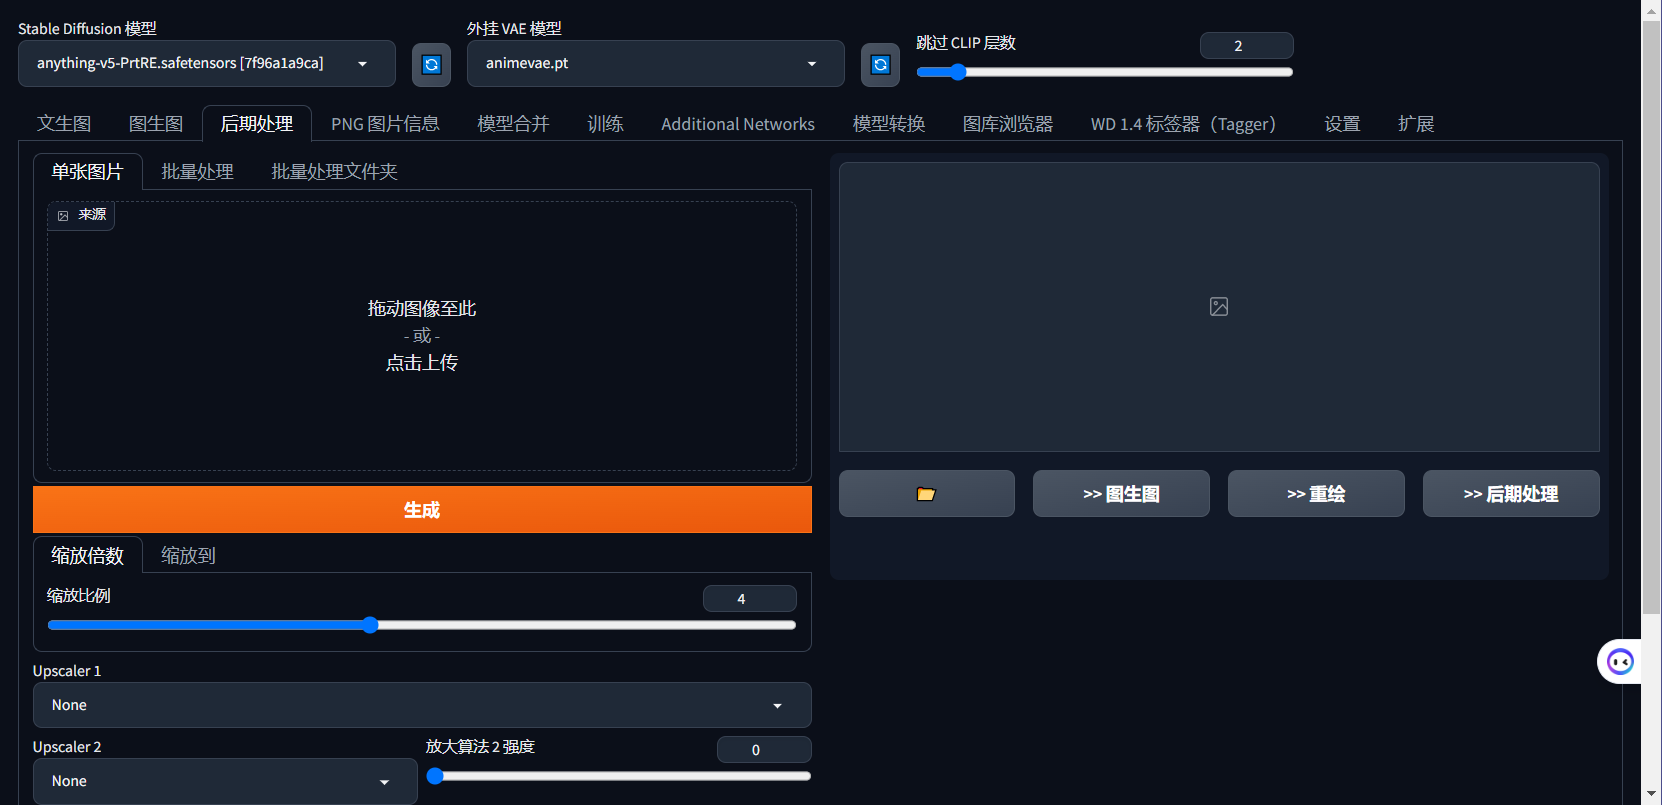 Stable Diffusion 模型
外挂 VAE 模型
跳过 CLIP 层数
2
anything-v5-PrtRE.safetensors [7f96a1a9ca]
animevae.pt
文生图
图生图
后期处理
PNG 图片信息
模型合并
训练
Additional Networks
模型转换
图库浏览器
WD 1.4 标签器（Tagger）
设置
扩展
单张图片
批量处理
批量处理文件夹
来源
拖动图像至此
- 或 -
点击上传
生成
>> 图生图
>> 重绘
>> 后期处理
缩放倍数
缩放到
缩放比例
4
Upscaler 1
None
Upscaler 2
None
放大算法 2 强度
0